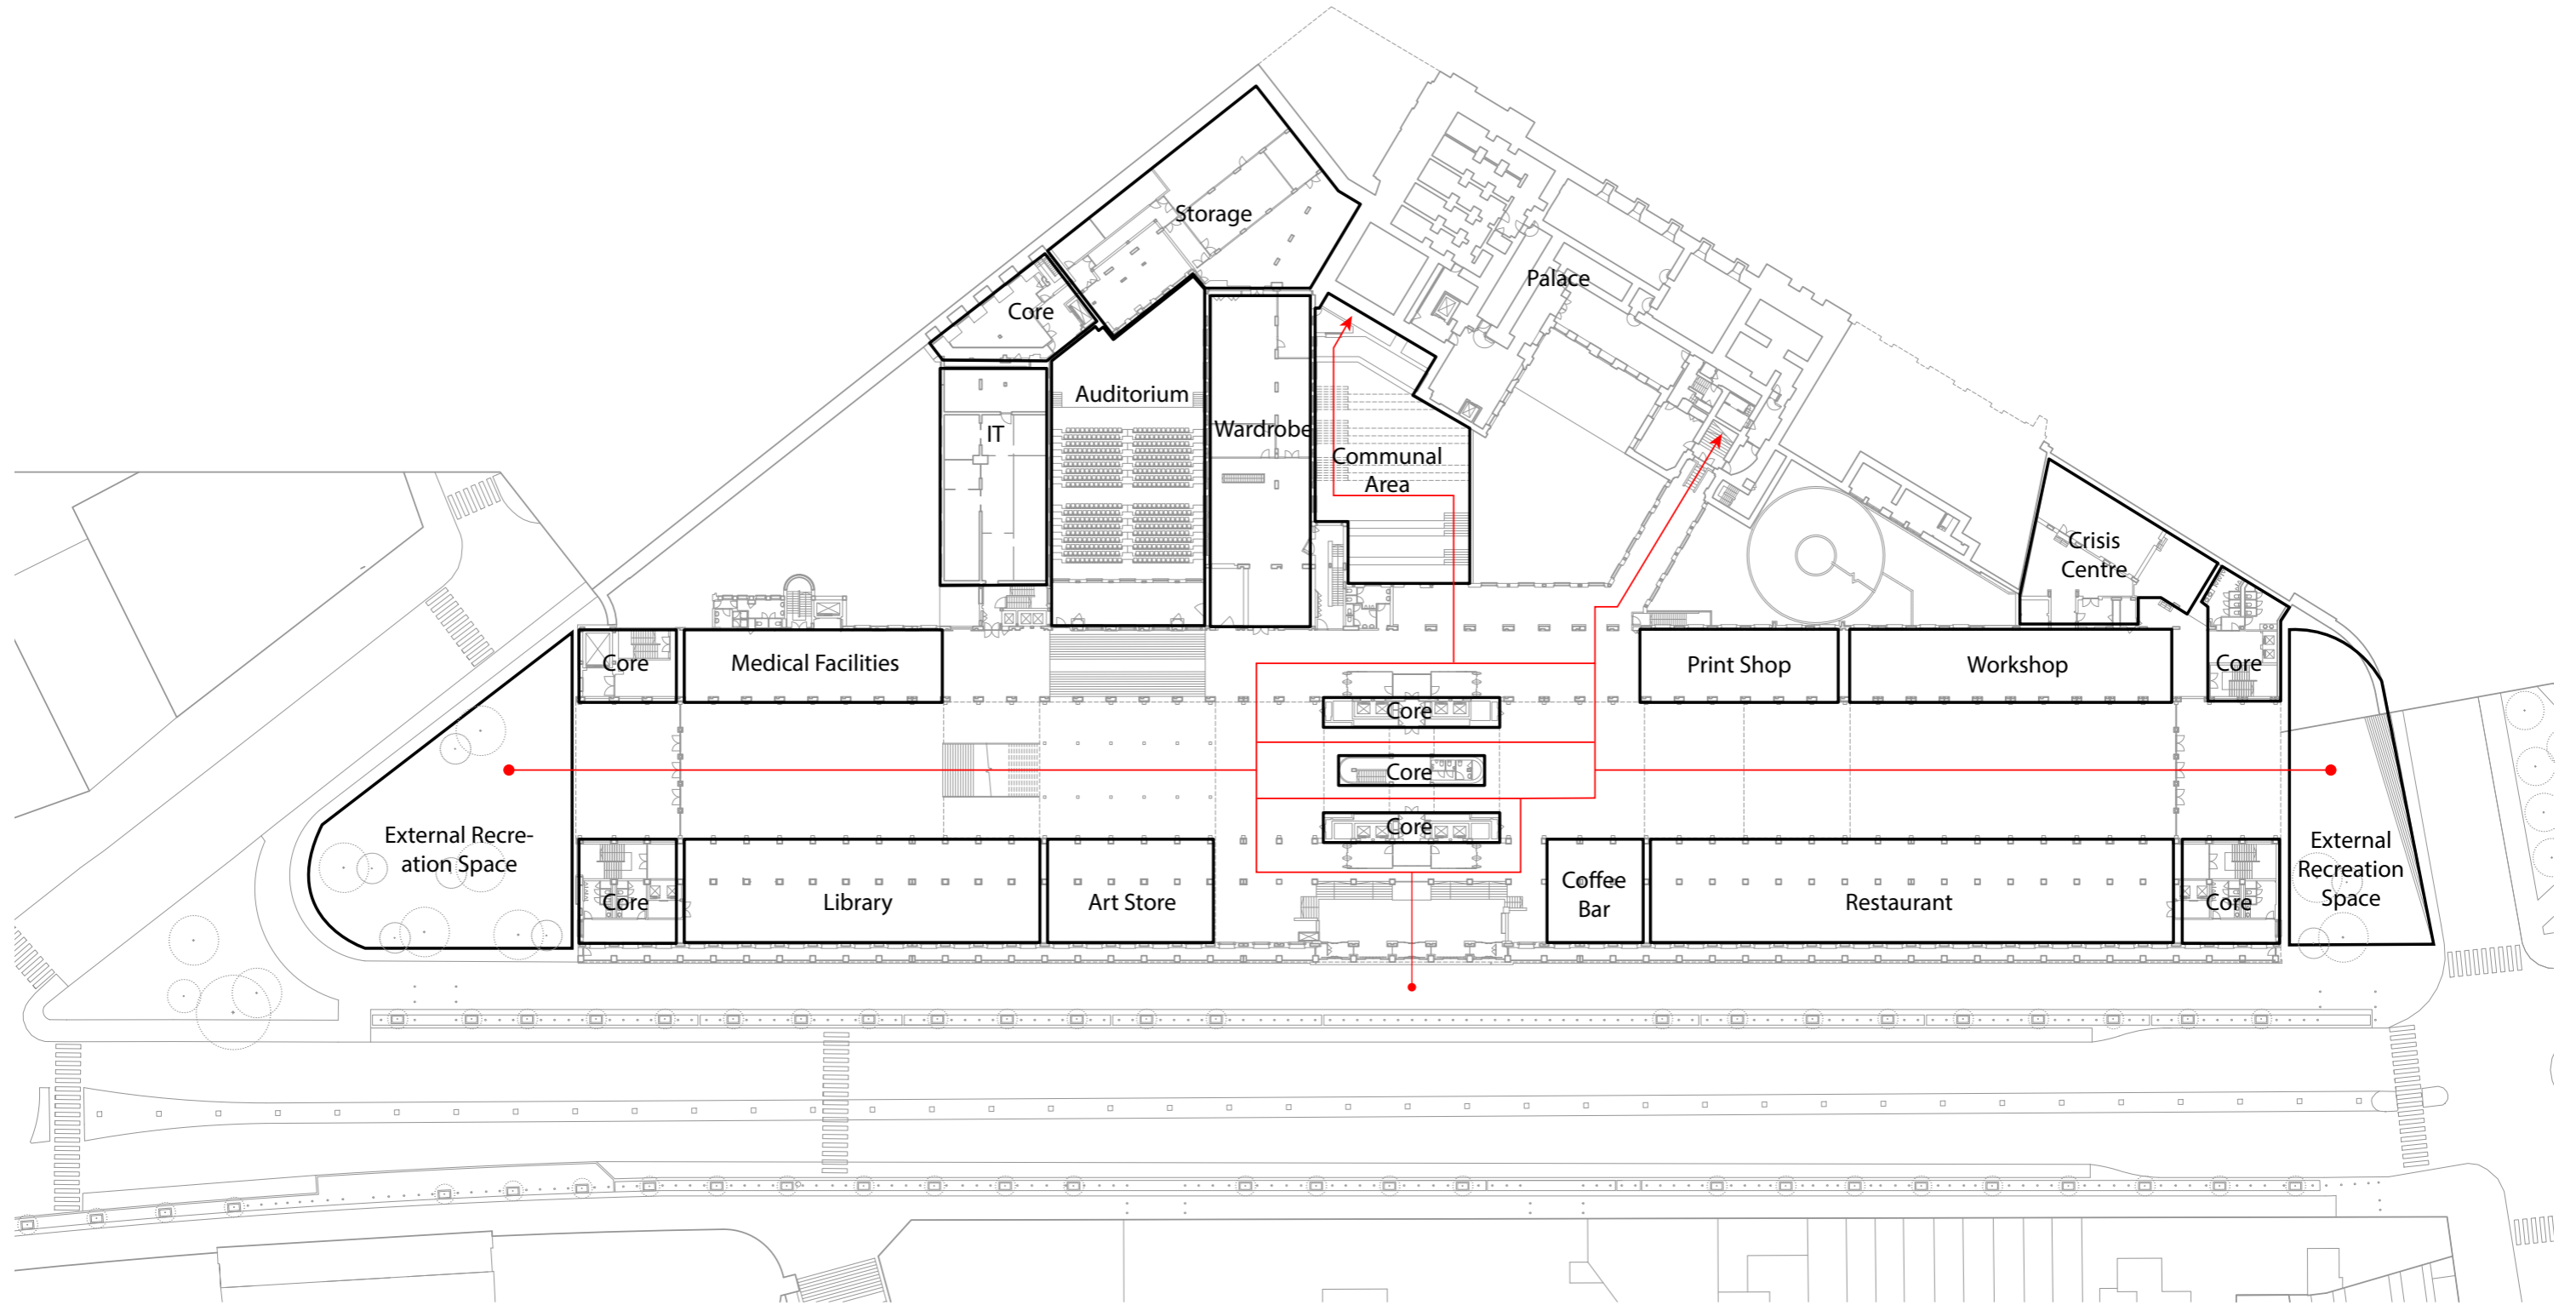 Storage
Palace
Core
Auditorium
IT
Wardrobe
Communal
Area
Crisis
Centre
Core
Medical Facilities
Print Shop
Workshop
Core
Core
Core
Core
External Recre-
ation Space
Core
Library
Art Store
Coffee
Bar
Restaurant
Core
External
Recreation
Space